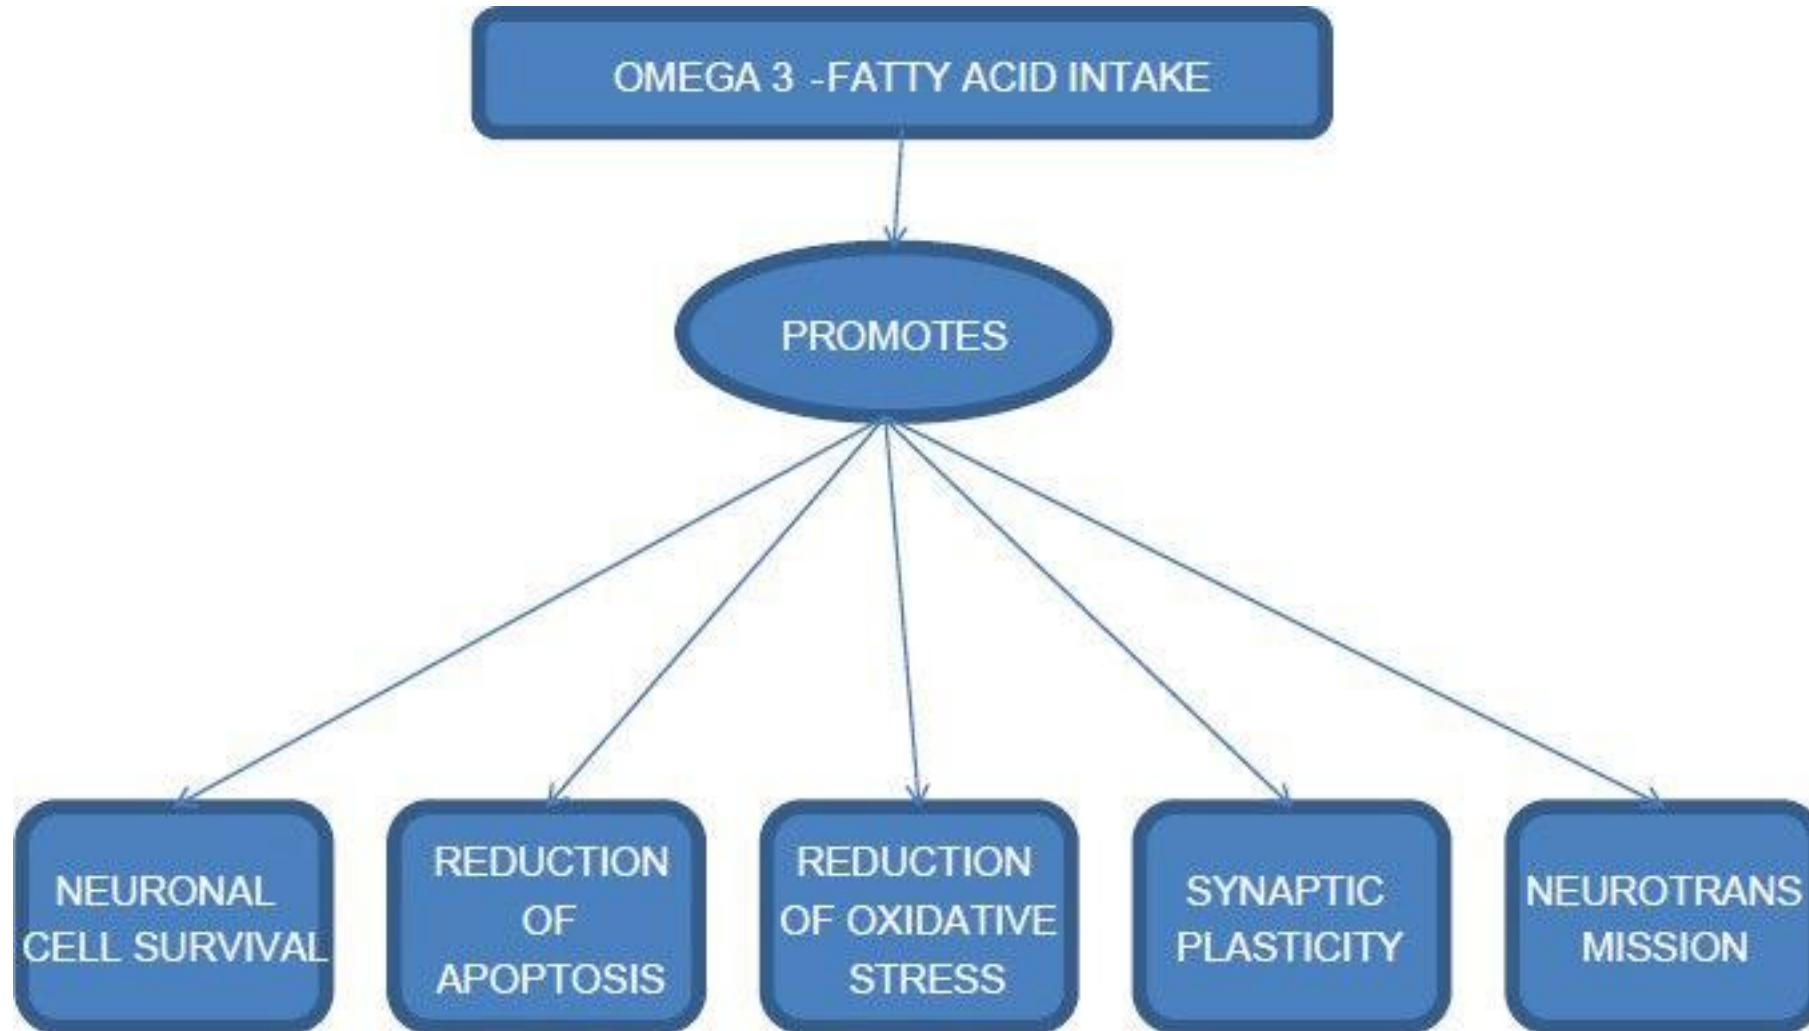 OMEGA 3 -FATTY ACID INTAKE
PROMOTES
NEURONAL
CELL SURVIVAL
REDUCTION
OF
APOPTOSIS
REDUCTION
OF OXIDATIVE
STRESS
SYNAPTIC
PLASTICITY
NEUROTRANS
MISSION